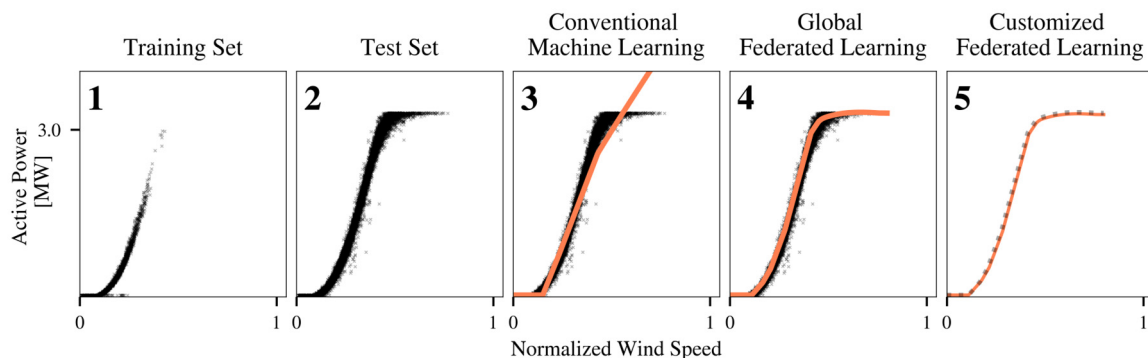 Training Set
Test Set
Conventional
Machine Learning
Global
Federated Learning
Customized
Federated Learning
1
2
3
4
5
3.0
Active Power
[MW]
0
1
0
1
0
1
0
1
0
1
Normalized Wind Speed